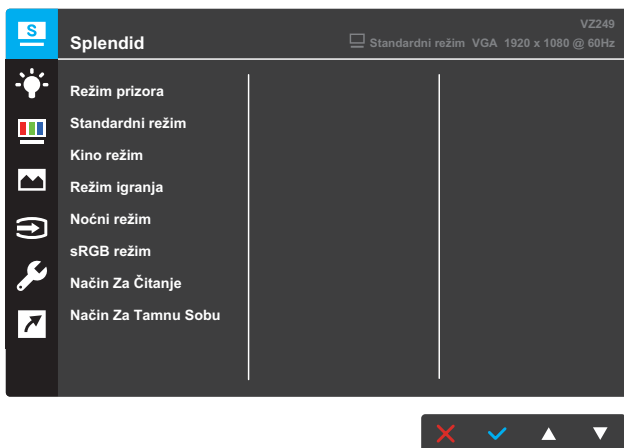 S
VZ249
Splendid
Standardni režim VGA 1920 x 1080 @ 60Hz
Režim prizora
Standardni režim
Kino režim
Režim igranja
Noćni režim
sRGB režim
Način Za Čitanje
Način Za Tamnu Sobu